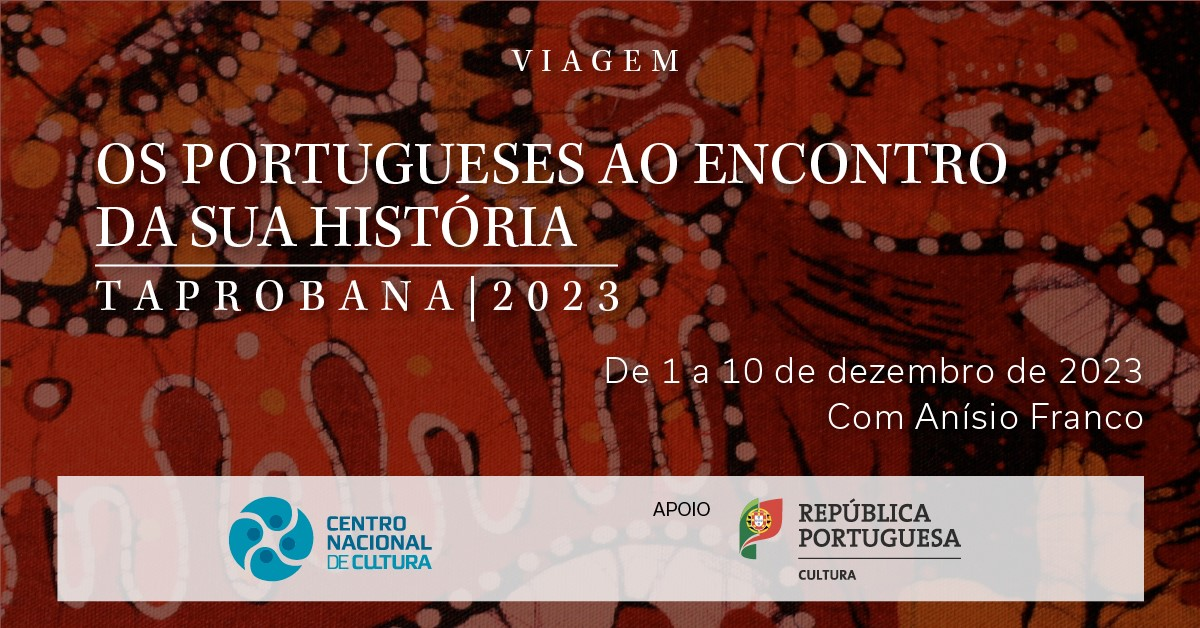 VIAGEM
OS PORTUGUESES AO ENCONTRO
DA SUA HISTÓRIA
TAPROBANA|2023
De 1 a 10 de dezembro de 2023
Com Anísio Franco
CENTRO
NACIONAL
DE CULTURA
APOIO
REPÚBLICA
PORTUGUESA
CULTURA